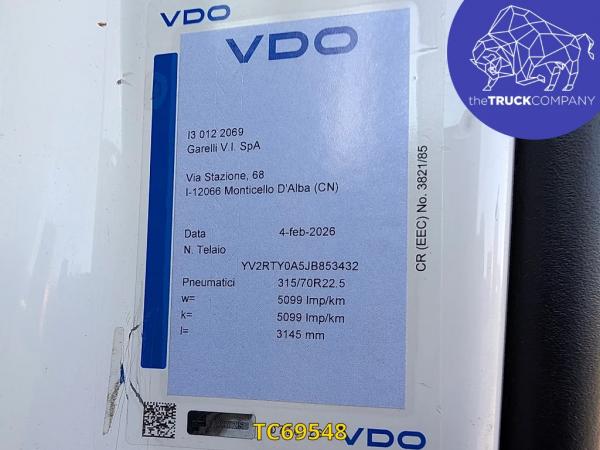 VDO
VDO
I3 012 2069
Garelli V.I. SpA
Via Stazione, 68
I-12066 Monticello D'Alba (CN)
Data 4-feb-2026
N. Telaio
YV2RTY0A5JB853432
Pneumatici 315/70R22.5
w= 5099 Imp/km
k= 5099 Imp/km
l= 3145 mm
CR (EEC) No. 3821/85
VDO
TC69548
theTRUCKCOMPANY